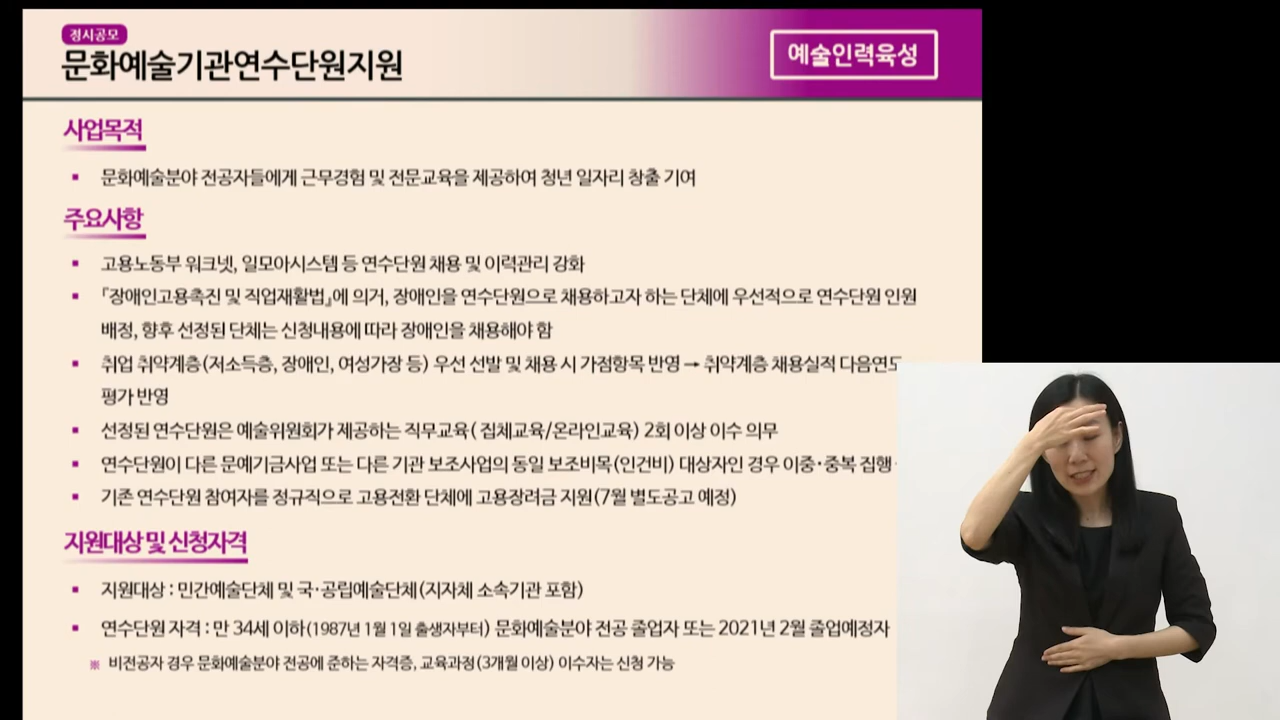 정시공모
문화예술기관연수단원지원
예술인력육성
사업목적
▪ 문화예술분야 전공자들에게 근무경험 및 전문교육을 제공하여 청년 일자리 창출 기여
주요사항
▪ 고용노동부 워크넷, 일모아시스템 등 연수단원 채용 및 이력관리 강화
▪ 『장애인고용촉진 및 직업재활법』에 의거, 장애인을 연수단원으로 채용하고자 하는 단체에 우선적으로 연수단원 인원
배정, 향후 선정된 단체는 신청내용에 따라 장애인을 채용해야 함
▪ 취업 취약계층(저소득층, 장애인, 여성가장 등) 우선 선발 및 채용 시 가점항목 반영 → 취약계층 채용실적 다음연도
평가 반영
▪ 선정된 연수단원은 예술위원회가 제공하는 직무교육( 집체교육/온라인교육) 2회 이상 이수 의무
▪ 연수단원이 다른 문예기금사업 또는 다른 기관 보조사업의 동일 보조비목(인건비) 대상자인 경우 이중·중복 집행
▪ 기존 연수단원 참여자를 정규직으로 고용전환 단체에 고용장려금 지원(7월 별도공고 예정)
지원대상 및 신청자격
▪ 지원대상 : 민간예술단체 및 국·공립예술단체(지자체 소속기관 포함)
▪ 연수단원 자격 : 만 34세 이하(1987년 1월 1일 출생자부터) 문화예술분야 전공 졸업자 또는 2021년 2월 졸업예정자
※ 비전공자 경우 문화예술분야 전공에 준하는 자격증, 교육과정(3개월 이상) 이수자는 신청 가능